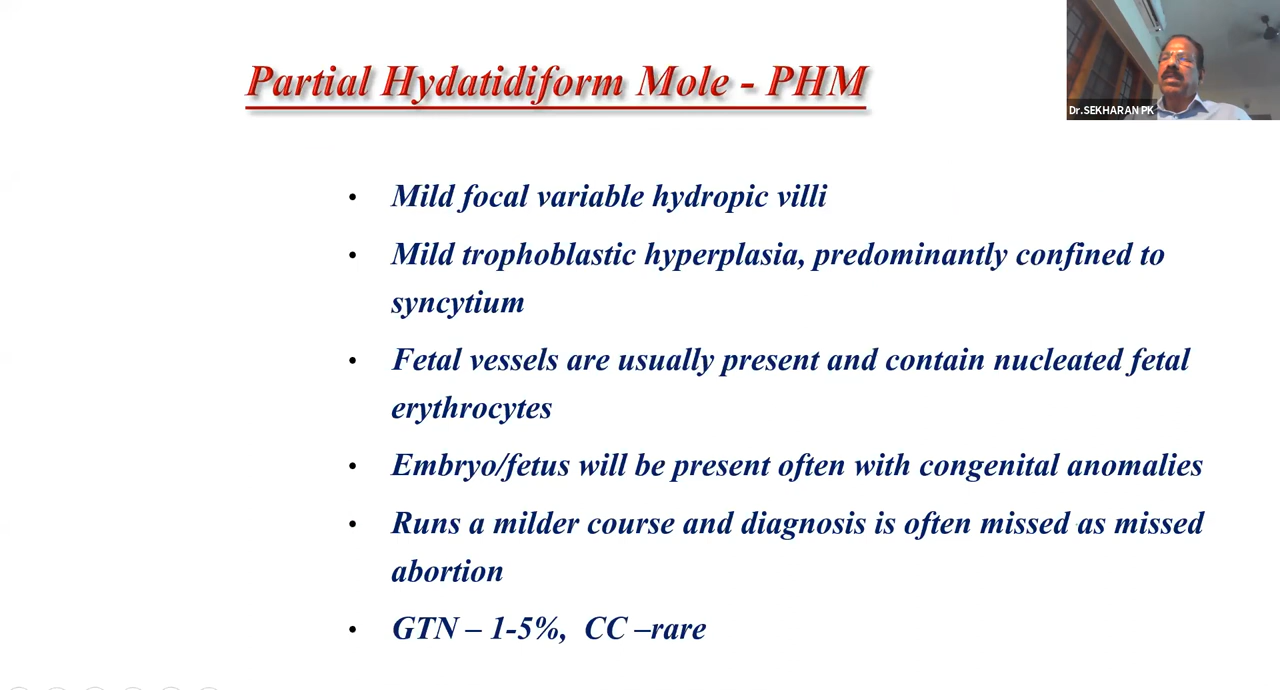 Partial Hydatidiform Mole - PHM
Dr.SEKHARAN PK
• Mild focal variable hydropic villi
• Mild trophoblastic hyperplasia, predominantly confined to
syncytium
• Fetal vessels are usually present and contain nucleated fetal
erythrocytes
• Embryo/fetus will be present often with congenital anomalies
• Runs a milder course and diagnosis is often missed as missed
abortion
• GTN – 1-5%, CC –rare